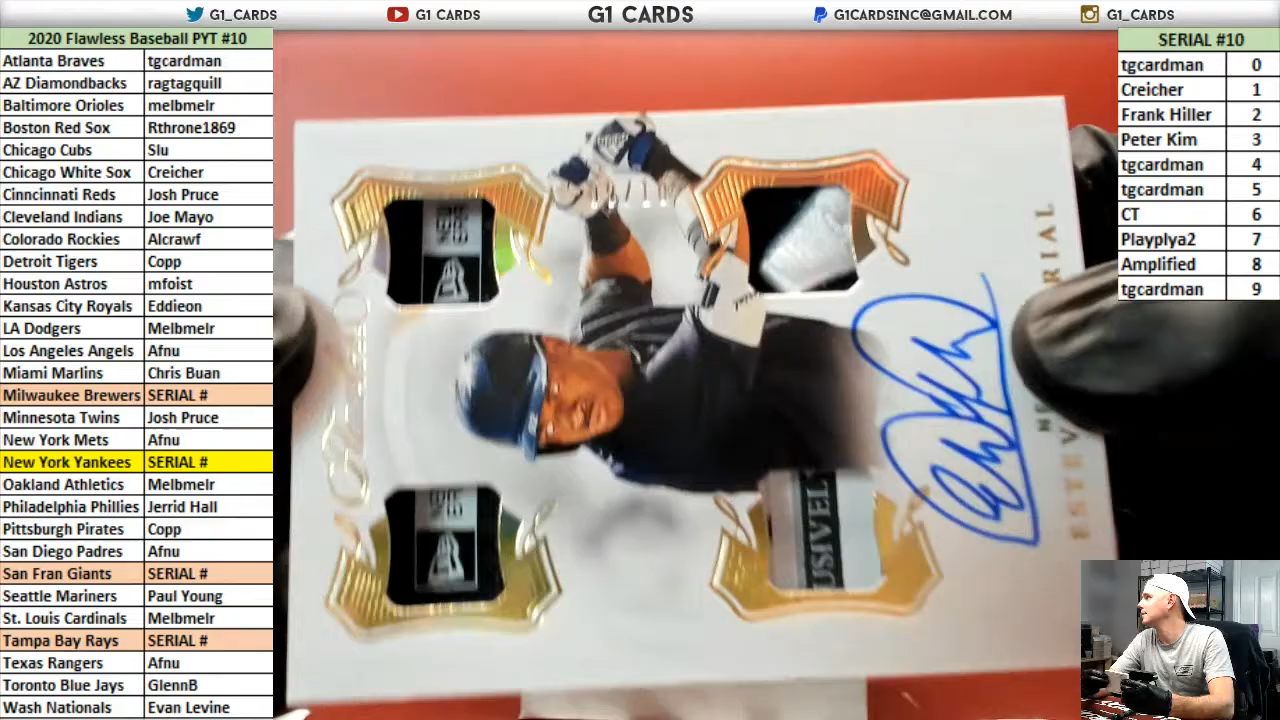 G1_CARDS
G1 CARDS
G1 CARDS
G1CARDSINC@GMAIL.COM
G1_CARDS
2020 Flawless Baseball PYT #10
Atlanta Braves tgcardman
AZ Diamondbacks ragtagquill
Baltimore Orioles melbmelr
Boston Red Sox Rthrone1869
Chicago Cubs Slu
Chicago White Sox Creicher
Cinncinnati Reds Josh Pruce
Cleveland Indians Joe Mayo
Colorado Rockies Alcrawf
Detroit Tigers Copp
Houston Astros mfoist
Kansas City Royals Eddieon
LA Dodgers Melbmelr
Los Angeles Angels Afnu
Miami Marlins Chris Buan
Milwaukee Brewers SERIAL #
Minnesota Twins Josh Pruce
New York Mets Afnu
New York Yankees SERIAL #
Oakland Athletics Melbmelr
Philadelphia Phillies Jerrid Hall
Pittsburgh Pirates Copp
San Diego Padres Afnu
San Fran Giants SERIAL #
Seattle Mariners Paul Young
St. Louis Cardinals Melbmelr
Tampa Bay Rays SERIAL #
Texas Rangers Afnu
Toronto Blue Jays GlennB
Wash Nationals Evan Levine
SERIAL #10
tgcardman 0
Creicher 1
Frank Hiller 2
Peter Kim 3
tgcardman 4
tgcardman 5
CT 6
Playplya2 7
Amplified 8
tgcardman 9
USIVELY